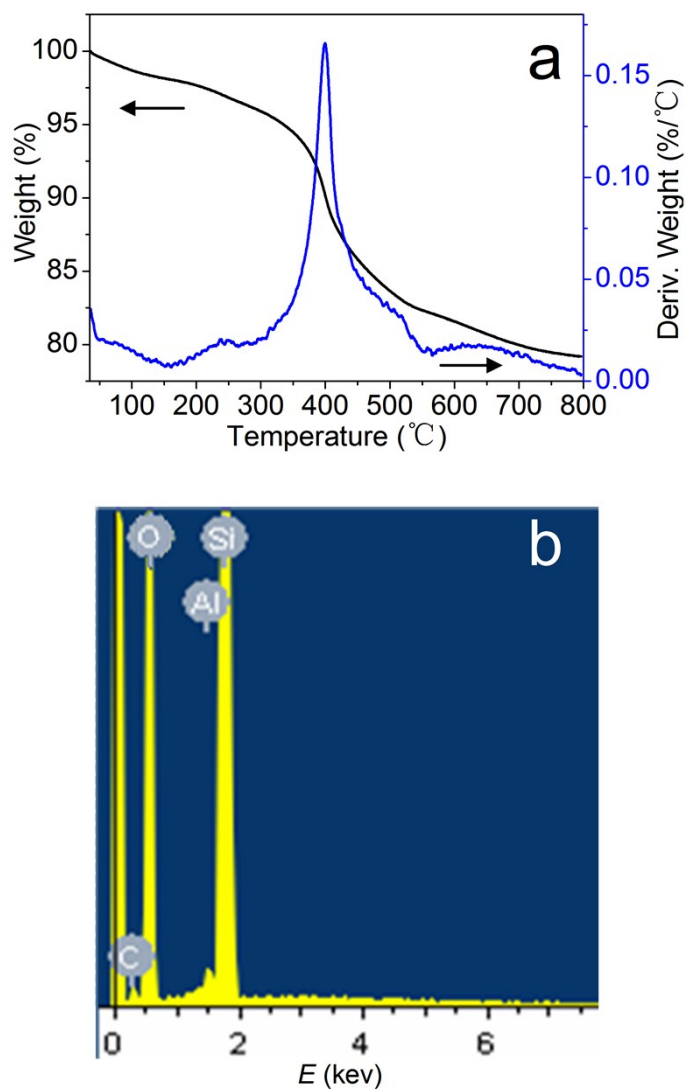 a
100
95
90
85
80
Weight (%)
0.15
0.10
0.05
0.00
Deriv. Weight (%/℃)
100 200 300 400 500 600 700 800
Temperature (℃)
b
O Si
Al
C
0 2 4 6
E (kev)